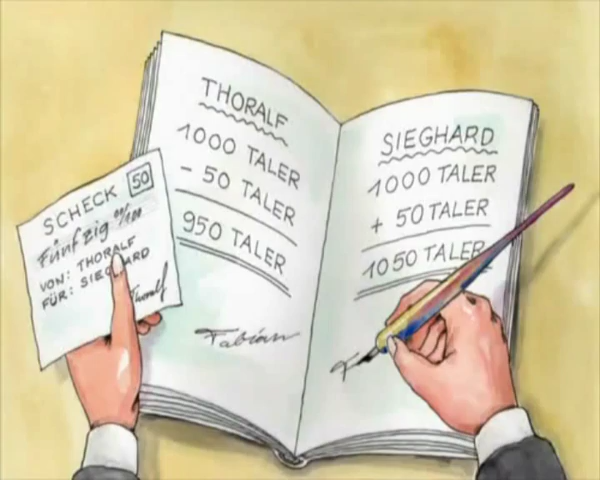 SCHECK 50
Fünfzig 00/100
VON: THORALF
FÜR: SIEGHARD
Thoralf
THORALF
1000 TALER
- 50 TALER
950 TALER
Fabian
SIEGHARD
1000 TALER
+ 50 TALER
1050 TALER
F